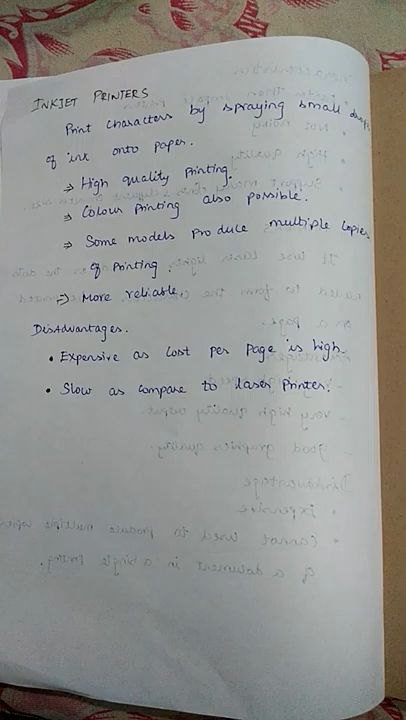 INKJET PRINTERS
Print characters by spraying small drops
of ink onto paper.
⇒ High quality printing.
⇒ Colour Printing also possible.
⇒ Some models produce multiple copies
of Printing.
⇒ More reliable.
Disadvantages.
• Expensive as cost per page is high.
• Slow as compare to laser printer.